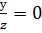 y/z = 0